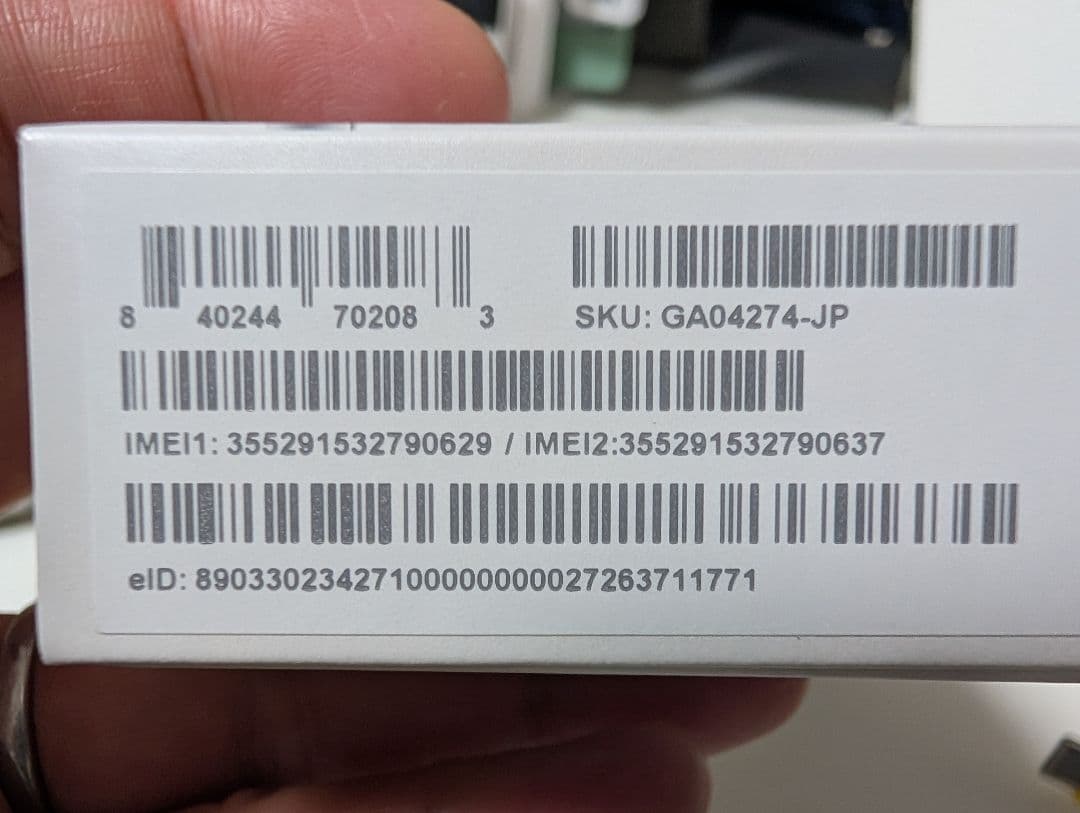 8 40244 70208 3
SKU: GA04274-JP
IMEI1: 355291532790629 / IMEI2:355291532790637
eID: 89033023427100000000027263711771